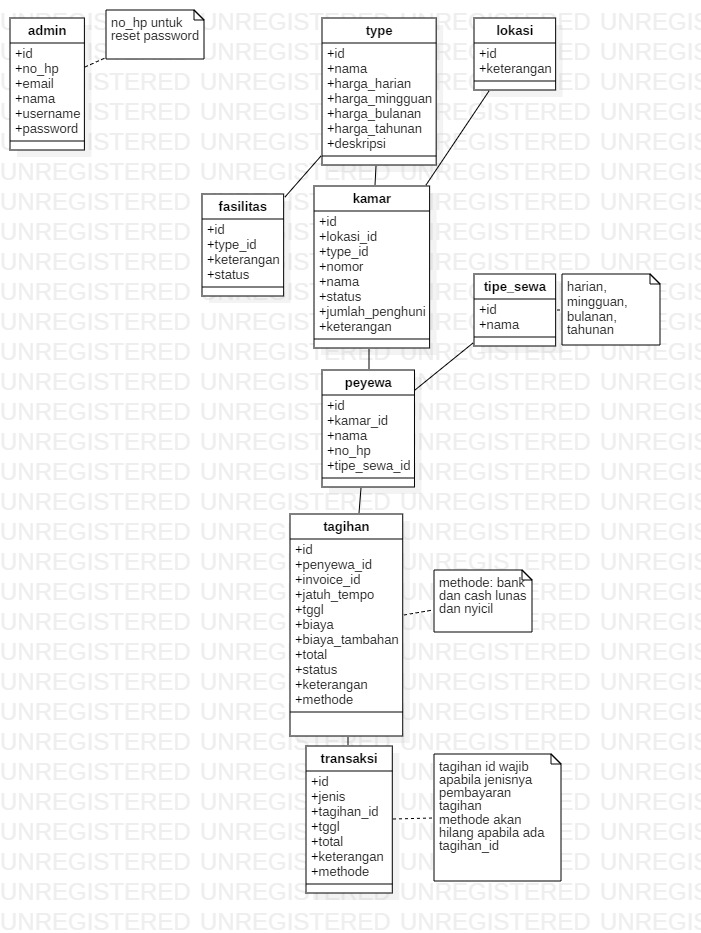 admin
+id
+no_hp
+email
+nama
+username
+password
no_hp untuk
reset password
type
+id
+nama
+harga_harian
+harga_mingguan
+harga_bulanan
+harga_tahunan
+deskripsi
lokasi
+id
+keterangan
fasilitas
+id
+type_id
+keterangan
+status
kamar
+id
+lokasi_id
+type_id
+nomor
+nama
+status
+jumlah_penghuni
+keterangan
tipe_sewa
+id
+nama
harian,
mingguan,
bulanan,
tahunan
peyewa
+id
+kamar_id
+nama
+no_hp
+tipe_sewa_id
tagihan
+id
+penyewa_id
+invoice_id
+jatuh_tempo
+tggl
+biaya
+biaya_tambahan
+total
+status
+keterangan
+methode
methode: bank
dan cash lunas
dan nyicil
transaksi
+id
+jenis
+tagihan_id
+tggl
+total
+keterangan
+methode
tagihan id wajib
apabila jenisnya
pembayaran
tagihan
methode akan
hilang apabila ada
tagihan_id
UNREGISTERED